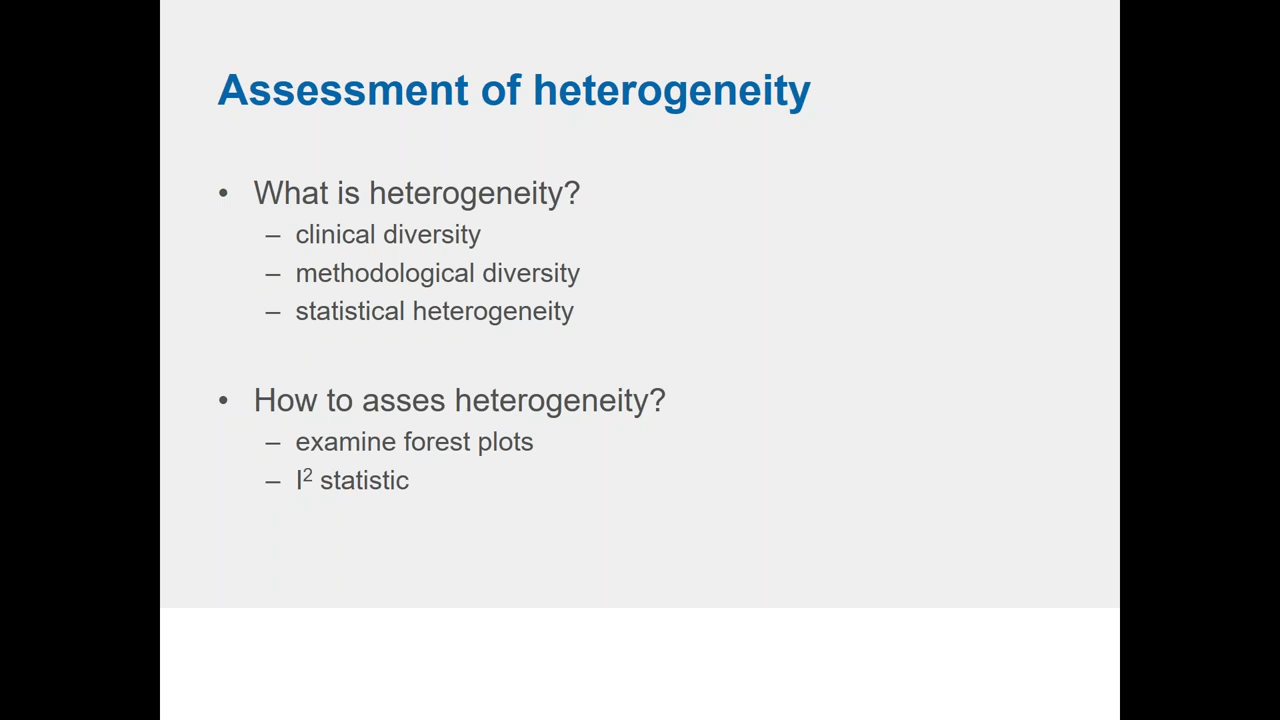 Assessment of heterogeneity
• What is heterogeneity?
– clinical diversity
– methodological diversity
– statistical heterogeneity
• How to asses heterogeneity?
– examine forest plots
– I² statistic